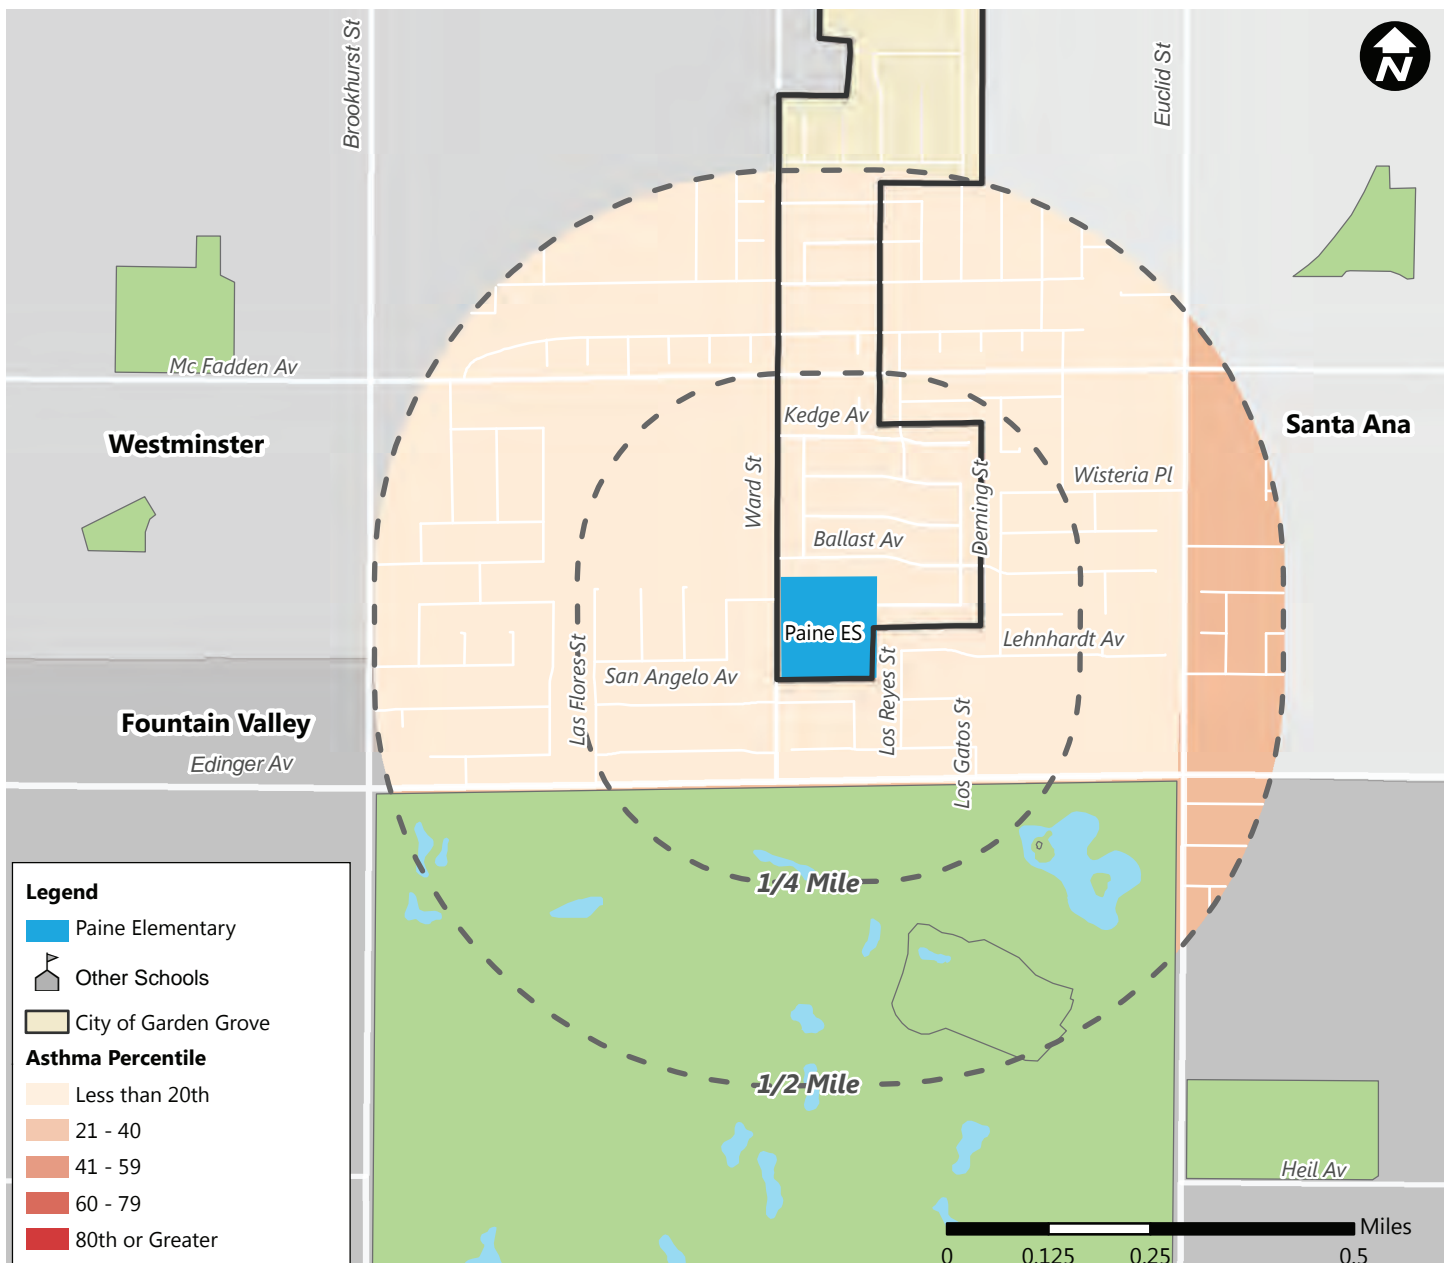 Brookhurst St
Euclid St
N
Mc Fadden Av
Westminster
Kedge Av
Santa Ana
Ward St
Deming St
Wisteria Pl
Ballast Av
Paine ES
Lehnhardt Av
Las Flores St
San Angelo Av
Los Reyes St
Los Gatos St
Fountain Valley
Edinger Av
1/4 Mile
1/2 Mile
Heil Av
Legend
Paine Elementary
Other Schools
City of Garden Grove
Asthma Percentile
Less than 20th
21 - 40
41 - 59
60 - 79
80th or Greater
Miles
0 0.125 0.25 0.5